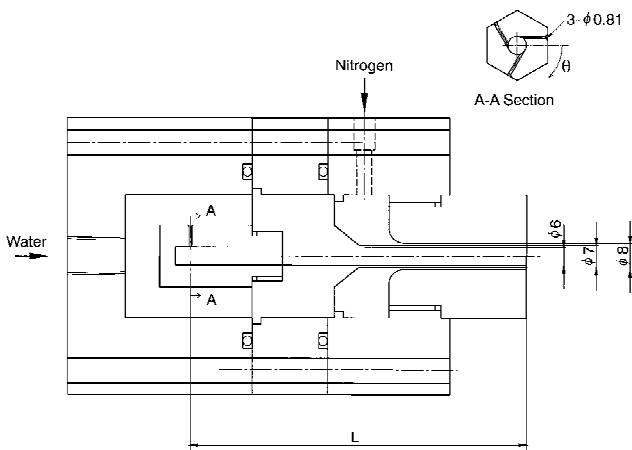 3-ϕ0.81
θ
A-A Section
Nitrogen
A
Water
A
ϕ6
ϕ7
ϕ8
L